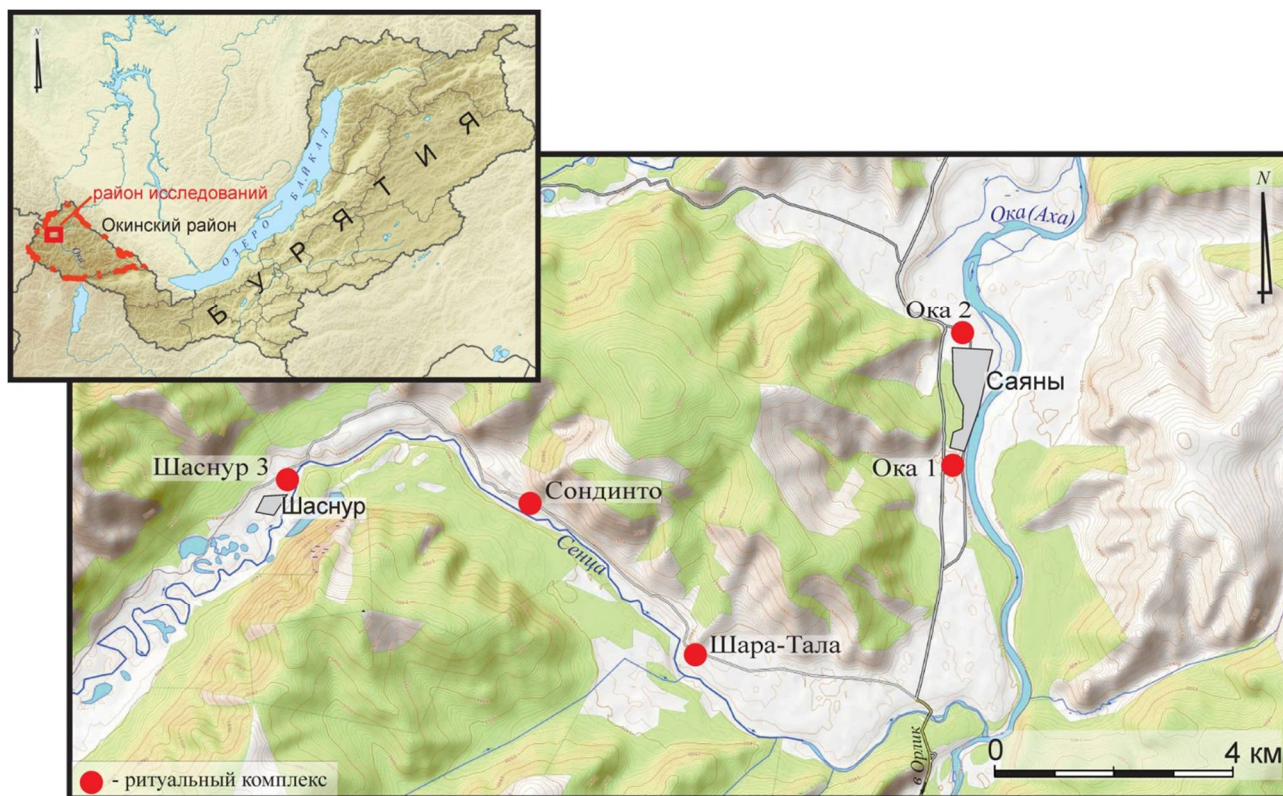 N
район исследований
Окинский район
Ока
ОЗЕРО БАЙКАЛ
БУРЯТИЯ
N
Ока (Аха)
Ока 2
Саяны
Ока 1
Шаснур 3
Шаснур
Сондинто
Сенца
Шара-Тала
в Орлик
0 4 км
- ритуальный комплекс